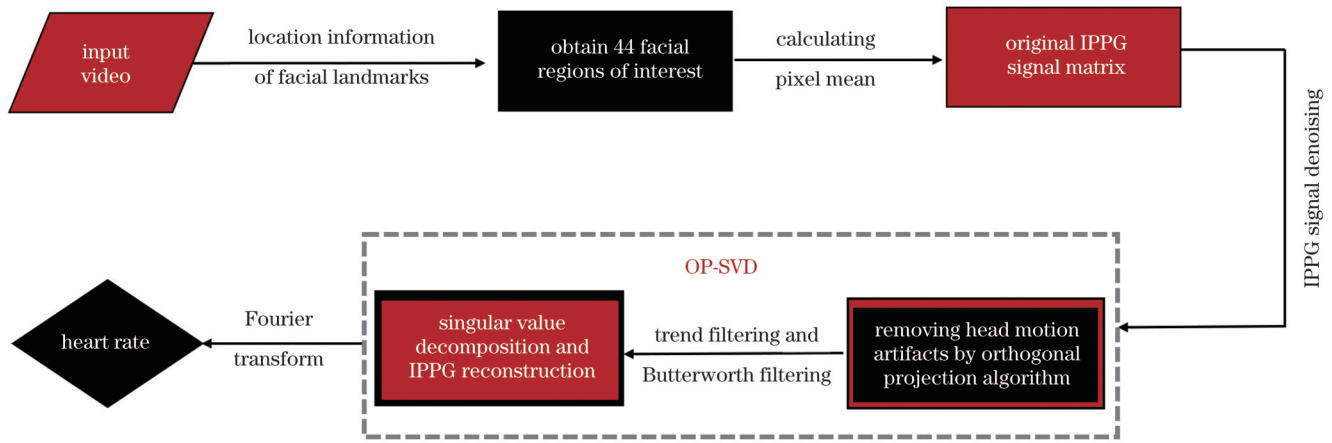 input
video
location information
of facial landmarks
obtain 44 facial
regions of interest
calculating
pixel mean
original IPPG
signal matrix
IPPG signal denoising
OP-SVD
removing head motion
artifacts by orthogonal
projection algorithm
trend filtering and
Butterworth filtering
singular value
decomposition and
IPPG reconstruction
Fourier
transform
heart rate